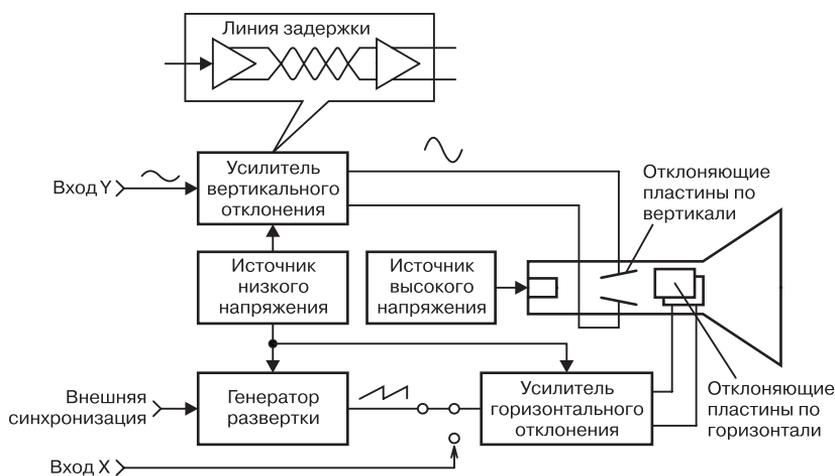 Линия задержки
Вход Y
Усилитель
вертикального
отклонения
Отклоняющие
пластины по
вертикали
Источник
низкого
напряжения
Источник
высокого
напряжения
Внешняя
синхронизация
Генератор
развертки
Усилитель
горизонтального
отклонения
Отклоняющие
пластины по
горизонтали
Вход X